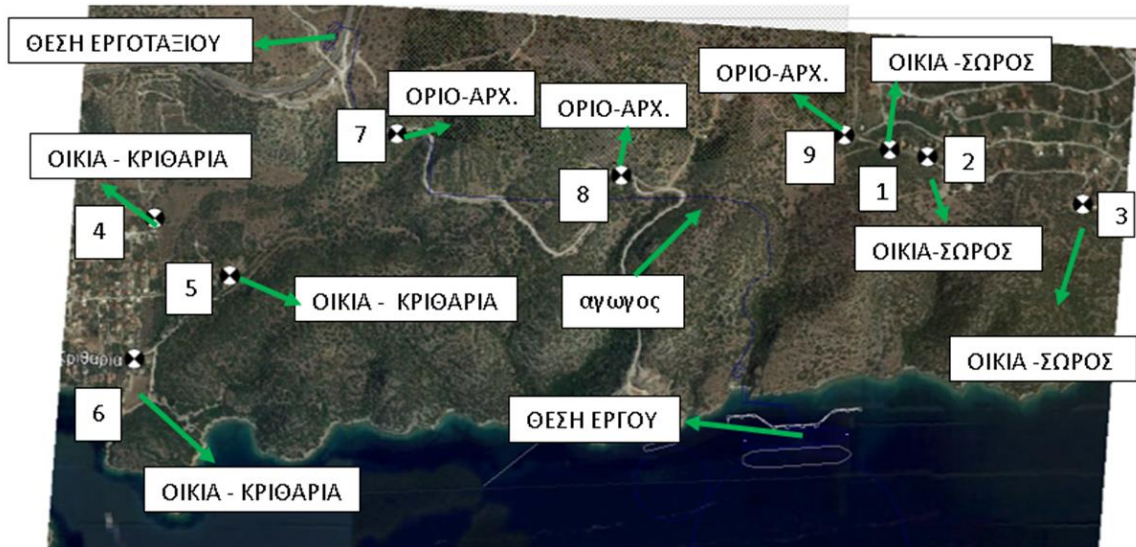 ΘΕΣΗ ΕΡΓΟΤΑΞΙΟΥ
ΟΡΙΟ-ΑΡΧ.
ΟΙΚΙΑ -ΣΩΡΟΣ
ΟΡΙΟ-ΑΡΧ.
ΟΡΙΟ-ΑΡΧ.
7
9
2
ΟΙΚΙΑ - ΚΡΙΘΑΡΙΑ
8
1
3
4
ΟΙΚΙΑ-ΣΩΡΟΣ
5
ΟΙΚΙΑ - ΚΡΙΘΑΡΙΑ
αγωγος
Κριθαριά
ΟΙΚΙΑ -ΣΩΡΟΣ
6
ΘΕΣΗ ΕΡΓΟΥ
ΟΙΚΙΑ - ΚΡΙΘΑΡΙΑ